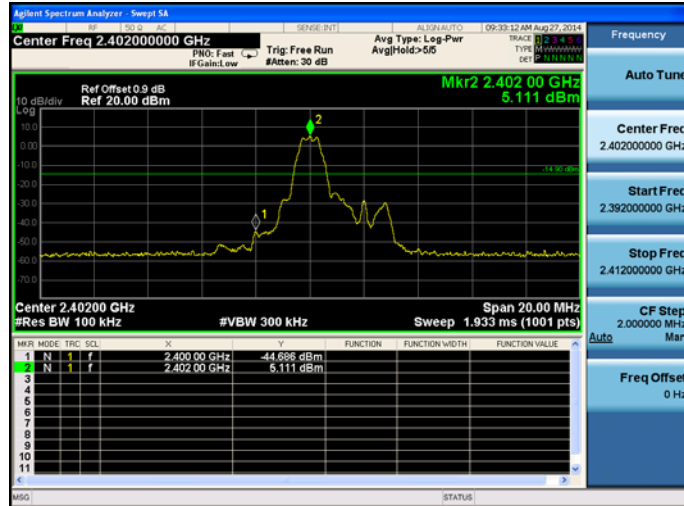 Agilent Spectrum Analyzer - Swept SA
RF 50 Ω AC SENSE:INT ALIGNAUTO 09:33:12 AM Aug 27, 2014
Center Freq 2.402000000 GHz
PNO: Fast
IFGain:Low
Trig: Free Run
#Atten: 30 dB
Avg Type: Log-Pwr
Avg|Hold:>5/5
TRACE 1 2 3 4 5 6
TYPE M
DET P N N N N N
Ref Offset 0.9 dB
Ref 20.00 dBm
10 dB/div
Log
Mkr2 2.402 00 GHz
5.111 dBm
10.0
0.00
-10.0
-20.0
-30.0
-40.0
-50.0
-60.0
-70.0
2
1
-14.90 dBm
Center 2.40200 GHz
Span 20.00 MHz
#Res BW 100 kHz
#VBW 300 kHz
Sweep 1.933 ms (1001 pts)
MKR MODE TRC SCL X Y FUNCTION FUNCTION WIDTH FUNCTION VALUE
1 N 1 f 2.400 00 GHz -44.686 dBm
2 N 1 f 2.402 00 GHz 5.111 dBm
3
4
5
6
7
8
9
10
11
MSG
STATUS
Frequency
Auto Tune
Center Freq
2.402000000 GHz
Start Freq
2.392000000 GHz
Stop Freq
2.412000000 GHz
CF Step
2.000000 MHz
Auto Man
Freq Offset
0 Hz